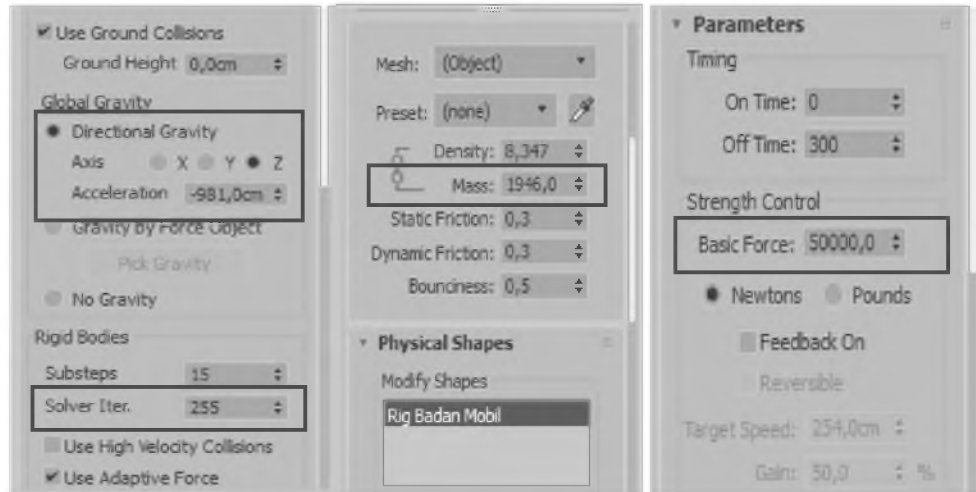 Use Ground Collisions
Ground Height 0,0cm
Global Gravity
Directional Gravity
Axis X Y Z
Acceleration -981,0cm
Gravity By Force Object
Pick Gravity
No Gravity
Rigid Bodies
Substeps 15
Solver Iter. 255
Use High Velocity Collisions
Use Adaptive Force
Mesh: (Object)
Preset: (none)
Density: 8,347
Mass: 1946,0
Static Friction: 0,3
Dynamic Friction: 0,3
Bounciness: 0,5
Physical Shapes
Modify Shapes
Rig Badan Mobil
Parameters
Timing
On Time: 0
Off Time: 300
Strength Control
Basic Force: 50000,0
Newtons Pounds
Feedback On
Reversible
Target Speed: 254,0cm
Gain: 50,0 %